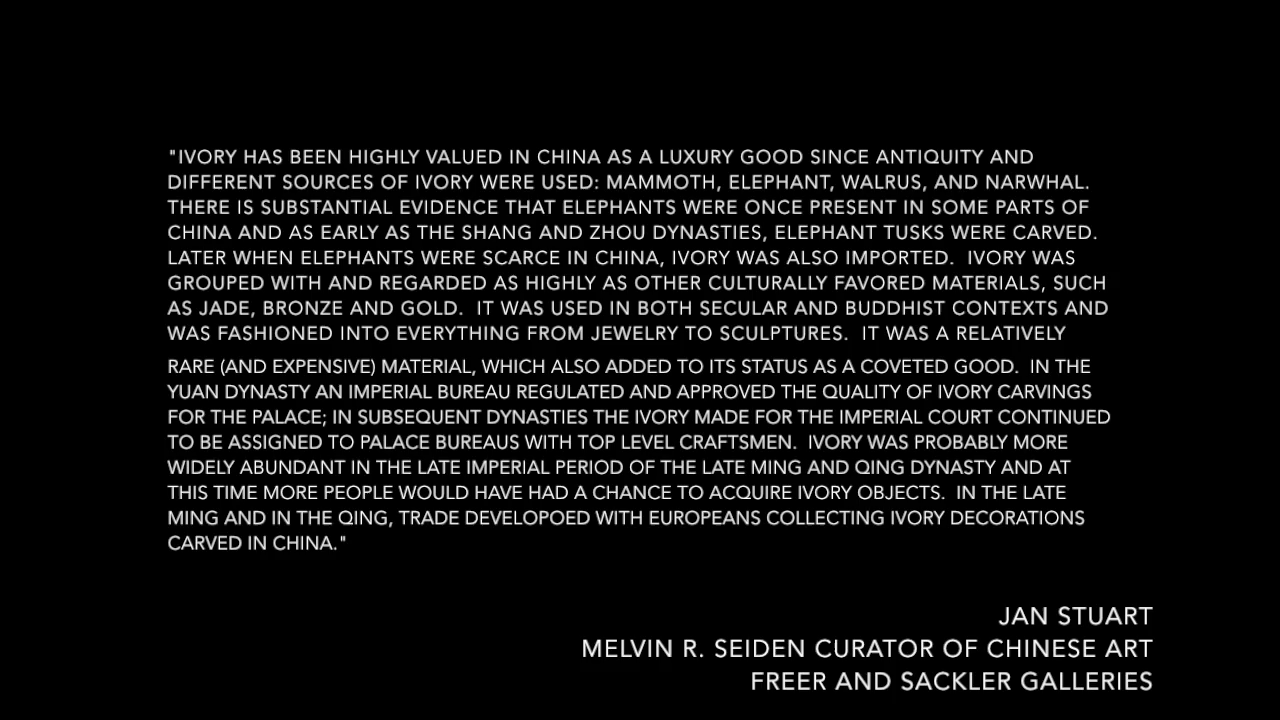 "IVORY HAS BEEN HIGHLY VALUED IN CHINA AS A LUXURY GOOD SINCE ANTIQUITY AND
DIFFERENT SOURCES OF IVORY WERE USED: MAMMOTH, ELEPHANT, WALRUS, AND NARWHAL.
THERE IS SUBSTANTIAL EVIDENCE THAT ELEPHANTS WERE ONCE PRESENT IN SOME PARTS OF
CHINA AND AS EARLY AS THE SHANG AND ZHOU DYNASTIES, ELEPHANT TUSKS WERE CARVED.
LATER WHEN ELEPHANTS WERE SCARCE IN CHINA, IVORY WAS ALSO IMPORTED.  IVORY WAS
GROUPED WITH AND REGARDED AS HIGHLY AS OTHER CULTURALLY FAVORED MATERIALS, SUCH
AS JADE, BRONZE AND GOLD.  IT WAS USED IN BOTH SECULAR AND BUDDHIST CONTEXTS AND
WAS FASHIONED INTO EVERYTHING FROM JEWELRY TO SCULPTURES.  IT WAS A RELATIVELY
RARE (AND EXPENSIVE) MATERIAL, WHICH ALSO ADDED TO ITS STATUS AS A COVETED GOOD.  IN THE
YUAN DYNASTY AN IMPERIAL BUREAU REGULATED AND APPROVED THE QUALITY OF IVORY CARVINGS
FOR THE PALACE; IN SUBSEQUENT DYNASTIES THE IVORY MADE FOR THE IMPERIAL COURT CONTINUED
TO BE ASSIGNED TO PALACE BUREAUS WITH TOP LEVEL CRAFTSMEN.  IVORY WAS PROBABLY MORE
WIDELY ABUNDANT IN THE LATE IMPERIAL PERIOD OF THE LATE MING AND QING DYNASTY AND AT
THIS TIME MORE PEOPLE WOULD HAVE HAD A CHANCE TO ACQUIRE IVORY OBJECTS.  IN THE LATE
MING AND IN THE QING, TRADE DEVELOPOED WITH EUROPEANS COLLECTING IVORY DECORATIONS
CARVED IN CHINA."
JAN STUART
MELVIN R. SEIDEN CURATOR OF CHINESE ART
FREER AND SACKLER GALLERIES